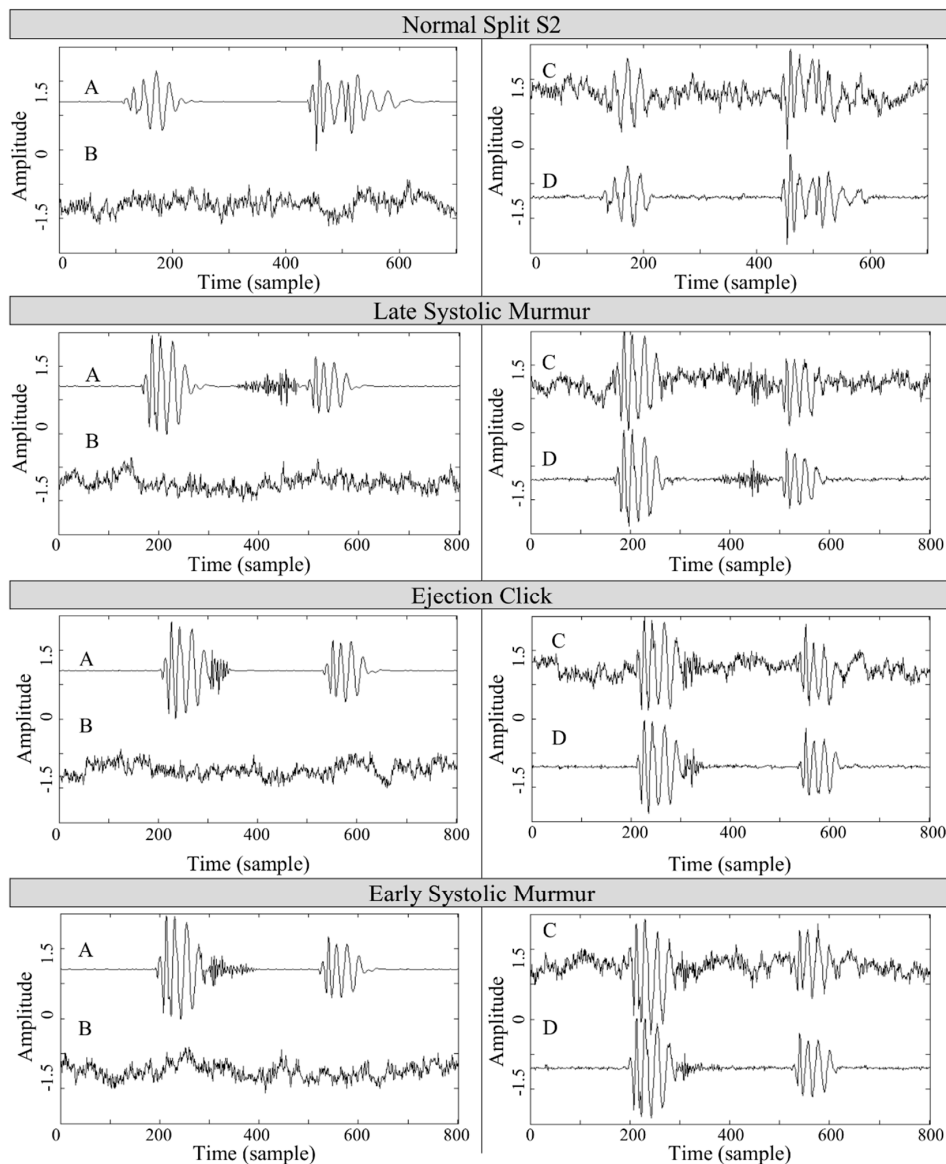 Normal Split S2
Amplitude
1.5
0
-1.5
A
B
0 200 400 600
Time (sample)
Amplitude
1.5
0
-1.5
C
D
0 200 400 600
Time (sample)
Late Systolic Murmur
Amplitude
1.5
0
-1.5
A
B
0 200 400 600 800
Time (sample)
Amplitude
1.5
0
-1.5
C
D
0 200 400 600 800
Time (sample)
Ejection Click
Amplitude
1.5
0
-1.5
A
B
0 200 400 600 800
Time (sample)
Amplitude
1.5
0
-1.5
C
D
0 200 400 600 800
Time (sample)
Early Systolic Murmur
Amplitude
1.5
0
-1.5
A
B
0 200 400 600 800
Time (sample)
Amplitude
1.5
0
-1.5
C
D
0 200 400 600 800
Time (sample)